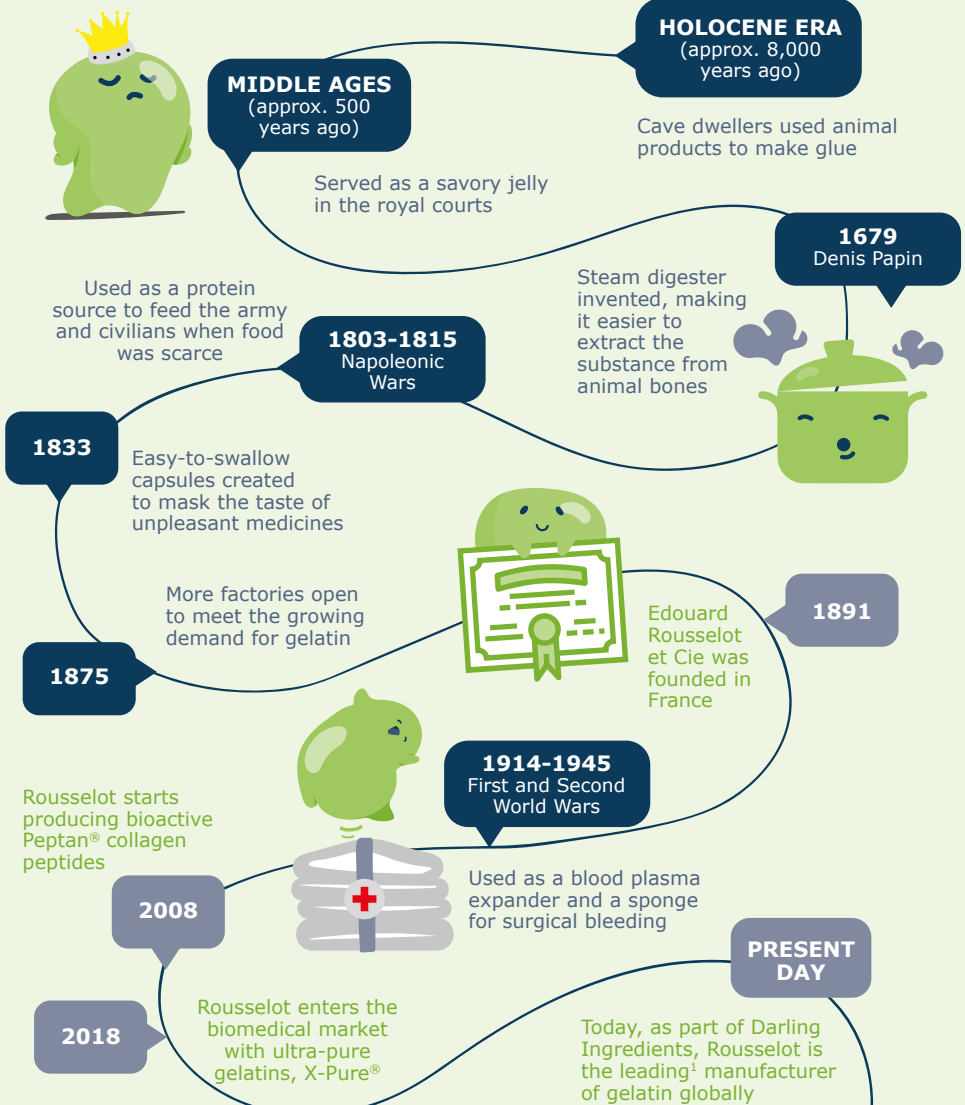 HOLOCENE ERA
(approx. 8,000
years ago)
Cave dwellers used animal
products to make glue
MIDDLE AGES
(approx. 500
years ago)
Served as a savory jelly
in the royal courts
1679
Denis Papin
Steam digester
invented, making
it easier to
extract the
substance from
animal bones
1803-1815
Napoleonic
Wars
Used as a protein
source to feed the army
and civilians when food
was scarce
1833
Easy-to-swallow
capsules created
to mask the taste of
unpleasant medicines
1875
More factories open
to meet the growing
demand for gelatin
1891
Edouard
Rousselot
et Cie was
founded in
France
1914-1945
First and Second
World Wars
Used as a blood plasma
expander and a sponge
for surgical bleeding
2008
Rousselot starts
producing bioactive
Peptan® collagen
peptides
2018
Rousselot enters the
biomedical market
with ultra-pure
gelatins, X-Pure®
PRESENT
DAY
Today, as part of Darling
Ingredients, Rousselot is
the leading¹ manufacturer
of gelatin globally